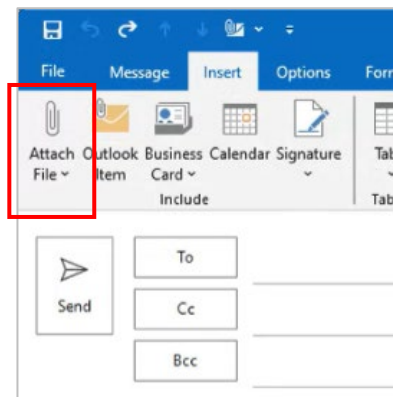 File Message Insert Options
Attach Outlook Business Calendar Signature
File Item Card
Include
To
Send Cc
Bcc